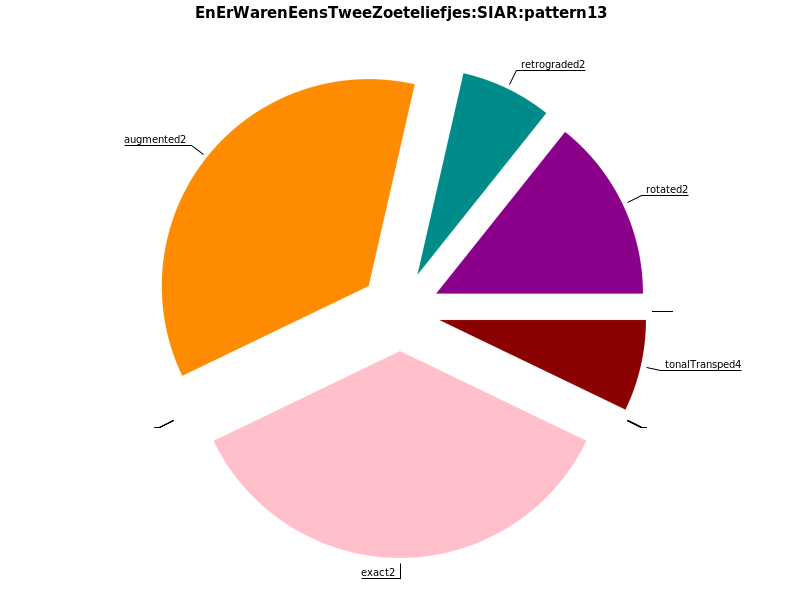 EnErWarenEensTweeZoeteliefjes:SIAR:pattern13
retrograded2
augmented2
rotated2
tonalTransped4
exact2